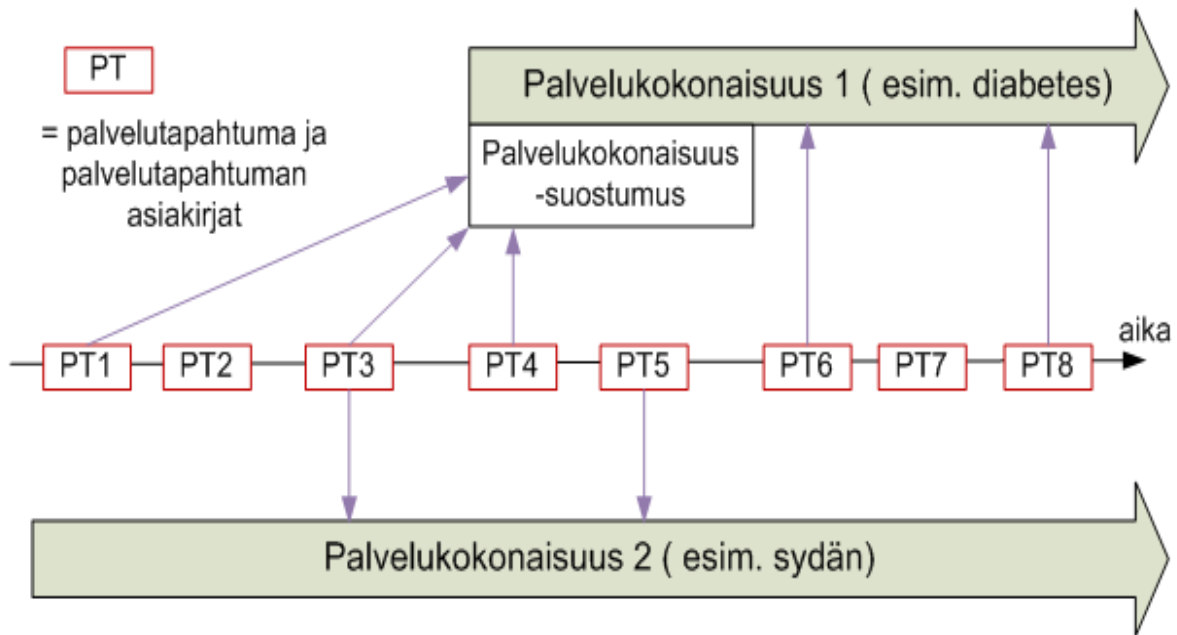 PT
= palvelutapahtuma ja
palvelutapahtuman
asiakirjat
Palvelukokonaisuus 1 ( esim. diabetes)
Palvelukokonaisuus
-suostumus
aika
PT1
PT2
PT3
PT4
PT5
PT6
PT7
PT8
Palvelukokonaisuus 2 ( esim. sydän)